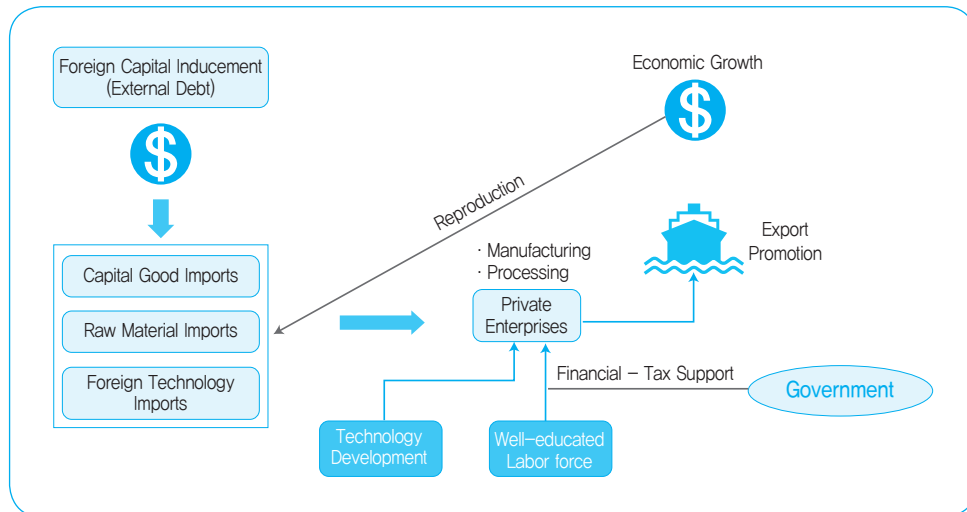 Foreign Capital Inducement
(External Debt)
$
Economic Growth
$
Reproduction
Export
Promotion
· Manufacturing
· Processing
Capital Good Imports
Raw Material Imports
Foreign Technology
Imports
Private
Enterprises
Financial – Tax Support
Government
Technology
Development
Well-educated
Labor force